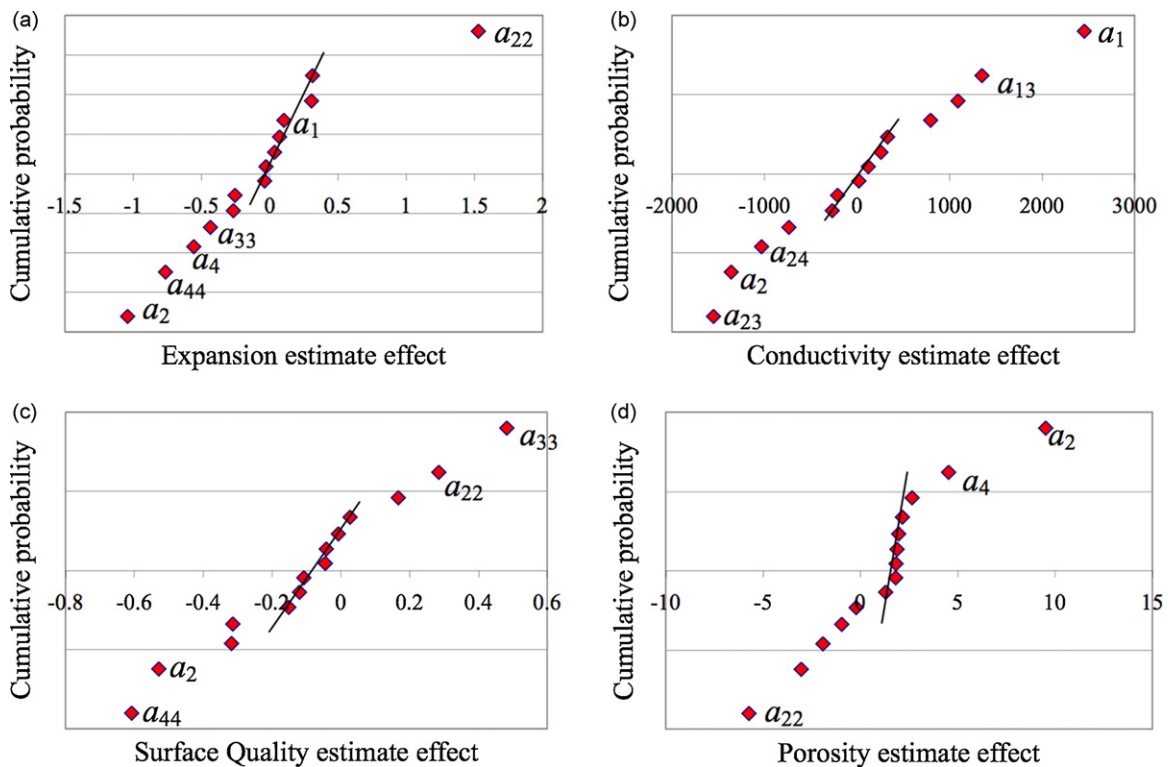 (a)
Cumulative probability
a22
a1
-1.5 -1 -0.5 0 0.5 1 1.5 2
a33
a4
a44
a2
Expansion estimate effect
(b)
Cumulative probability
a1
a13
-2000 -1000 0 1000 2000 3000
a24
a2
a23
Conductivity estimate effect
(c)
Cumulative probability
a33
a22
-0.8 -0.6 -0.4 -0.2 0 0.2 0.4 0.6
a2
a44
Surface Quality estimate effect
(d)
Cumulative probability
a2
a4
-10 -5 0 5 10 15
a22
Porosity estimate effect